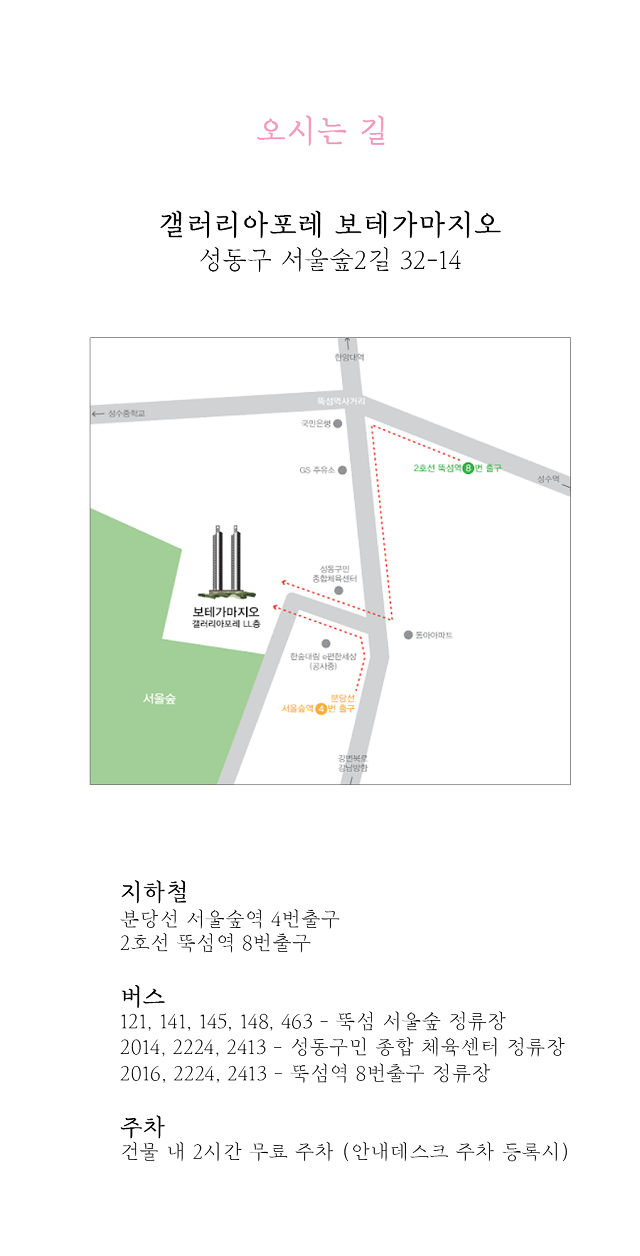 오시는 길
갤러리아포레 보테가마지오
성동구 서울숲2길 32-14
한양대역
뚝섬역사거리
성수중학교
국민은행
GS 주유소
2호선 뚝섬역 8 번 출구
성수역
성동구민
종합체육센터
보테가마지오
갤러리아포레 LL층
동아아파트
한숲대림 e편한세상
(공사중)
서울숲
분당선
서울숲역 4 번 출구
강변북로
강남방향
지하철
분당선 서울숲역 4번출구
2호선 뚝섬역 8번출구
버스
121, 141, 145, 148, 463 - 뚝섬 서울숲 정류장
2014, 2224, 2413 - 성동구민 종합 체육센터 정류장
2016, 2224, 2413 - 뚝섬역 8번출구 정류장
주차
건물 내 2시간 무료 주차 (안내데스크 주차 등록시)